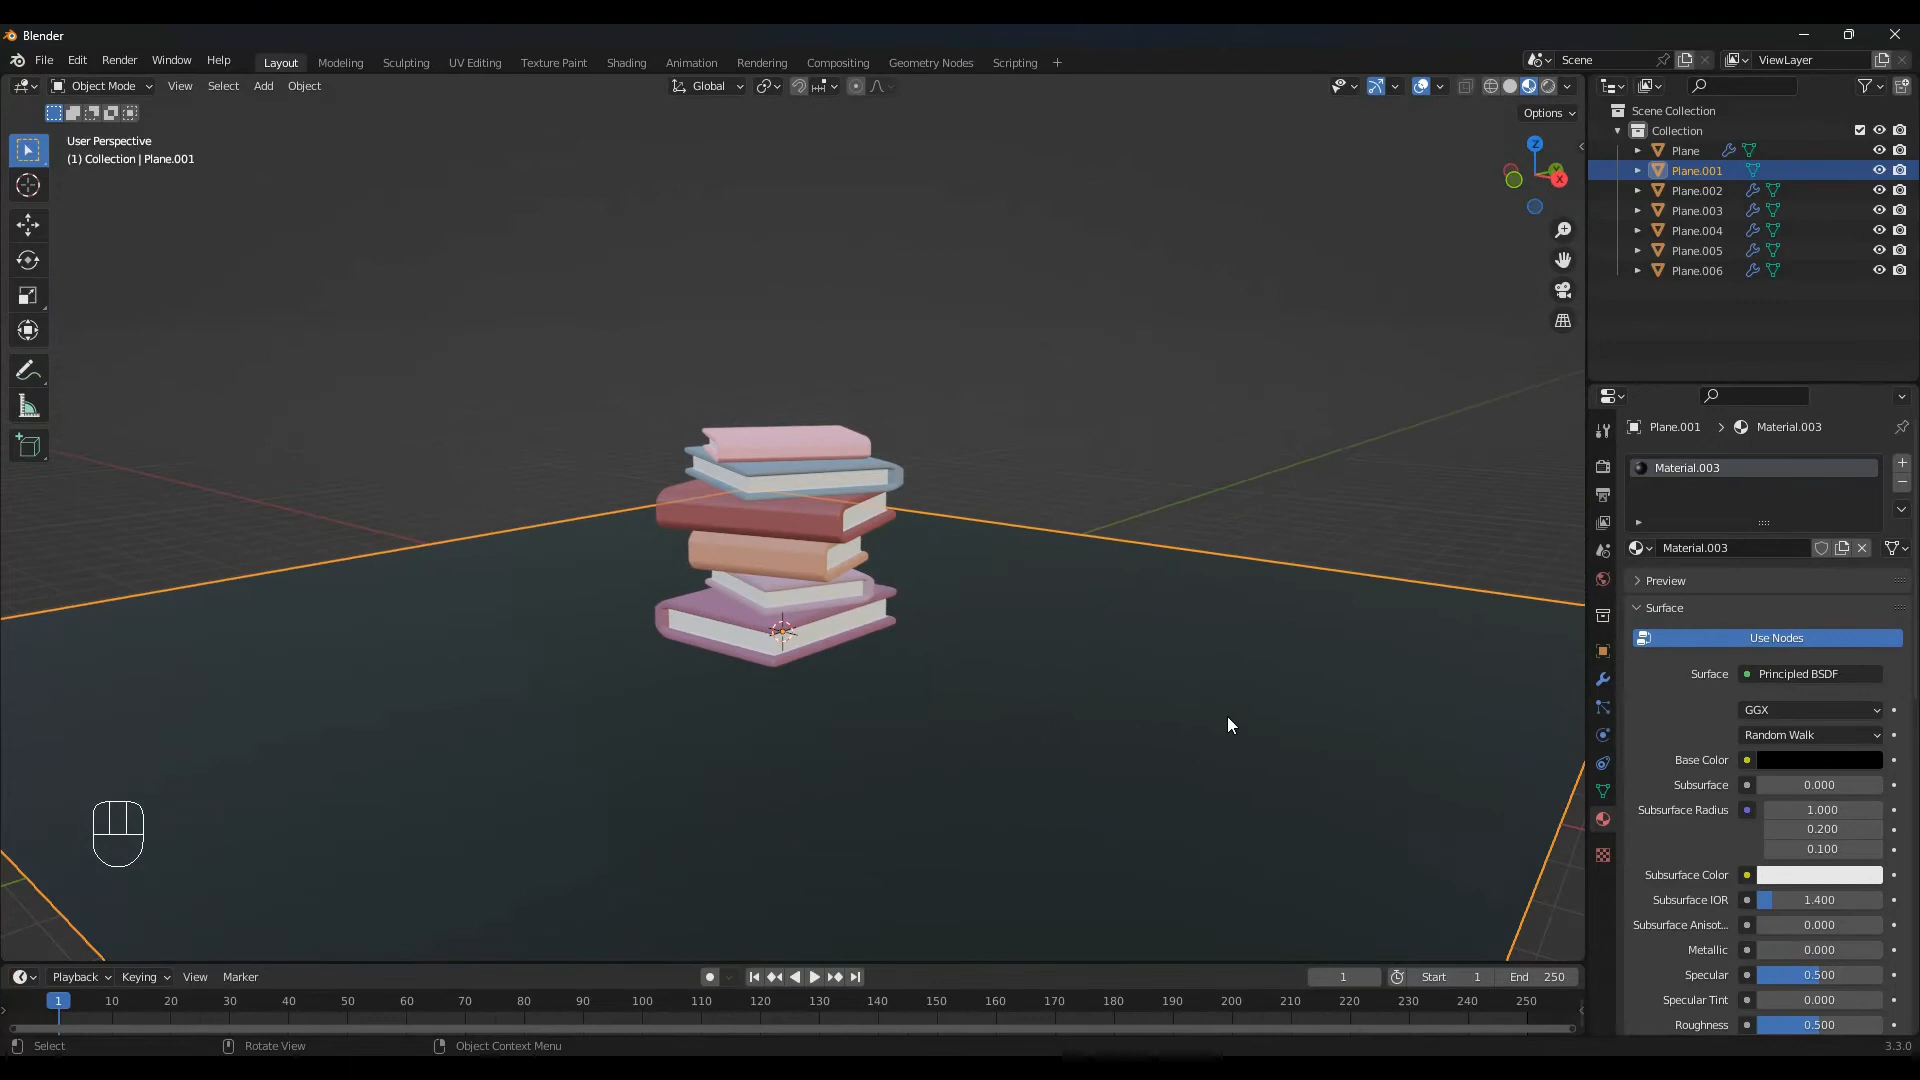 Blender
File Edit Render Window Help
Layout Modeling Sculpting UV Editing Texture Paint Shading Animation Rendering Compositing Geometry Nodes Scripting +
Scene
ViewLayer
Object Mode View Select Add Object
Global
Options
User Perspective
(1) Collection | Plane.001
Z
Y
X
Scene Collection
Collection
Plane
Plane.001
Plane.002
Plane.003
Plane.004
Plane.005
Plane.006
Plane.001 > Material.003
Material.003
Material.003
Preview
Surface
Use Nodes
Surface Principled BSDF
GGX
Random Walk
Base Color
Subsurface 0.000
Subsurface Radius 1.000
0.200
0.100
Subsurface Color
Subsurface IOR 1.400
Subsurface Anisot... 0.000
Metallic 0.000
Specular 0.500
Specular Tint 0.000
Roughness 0.500
Playback Keying View Marker
1
Start 1 End 250
1 10 20 30 40 50 60 70 80 90 100 110 120 130 140 150 160 170 180 190 200 210 220 230 240 250
Select Rotate View Object Context Menu
3.3.0